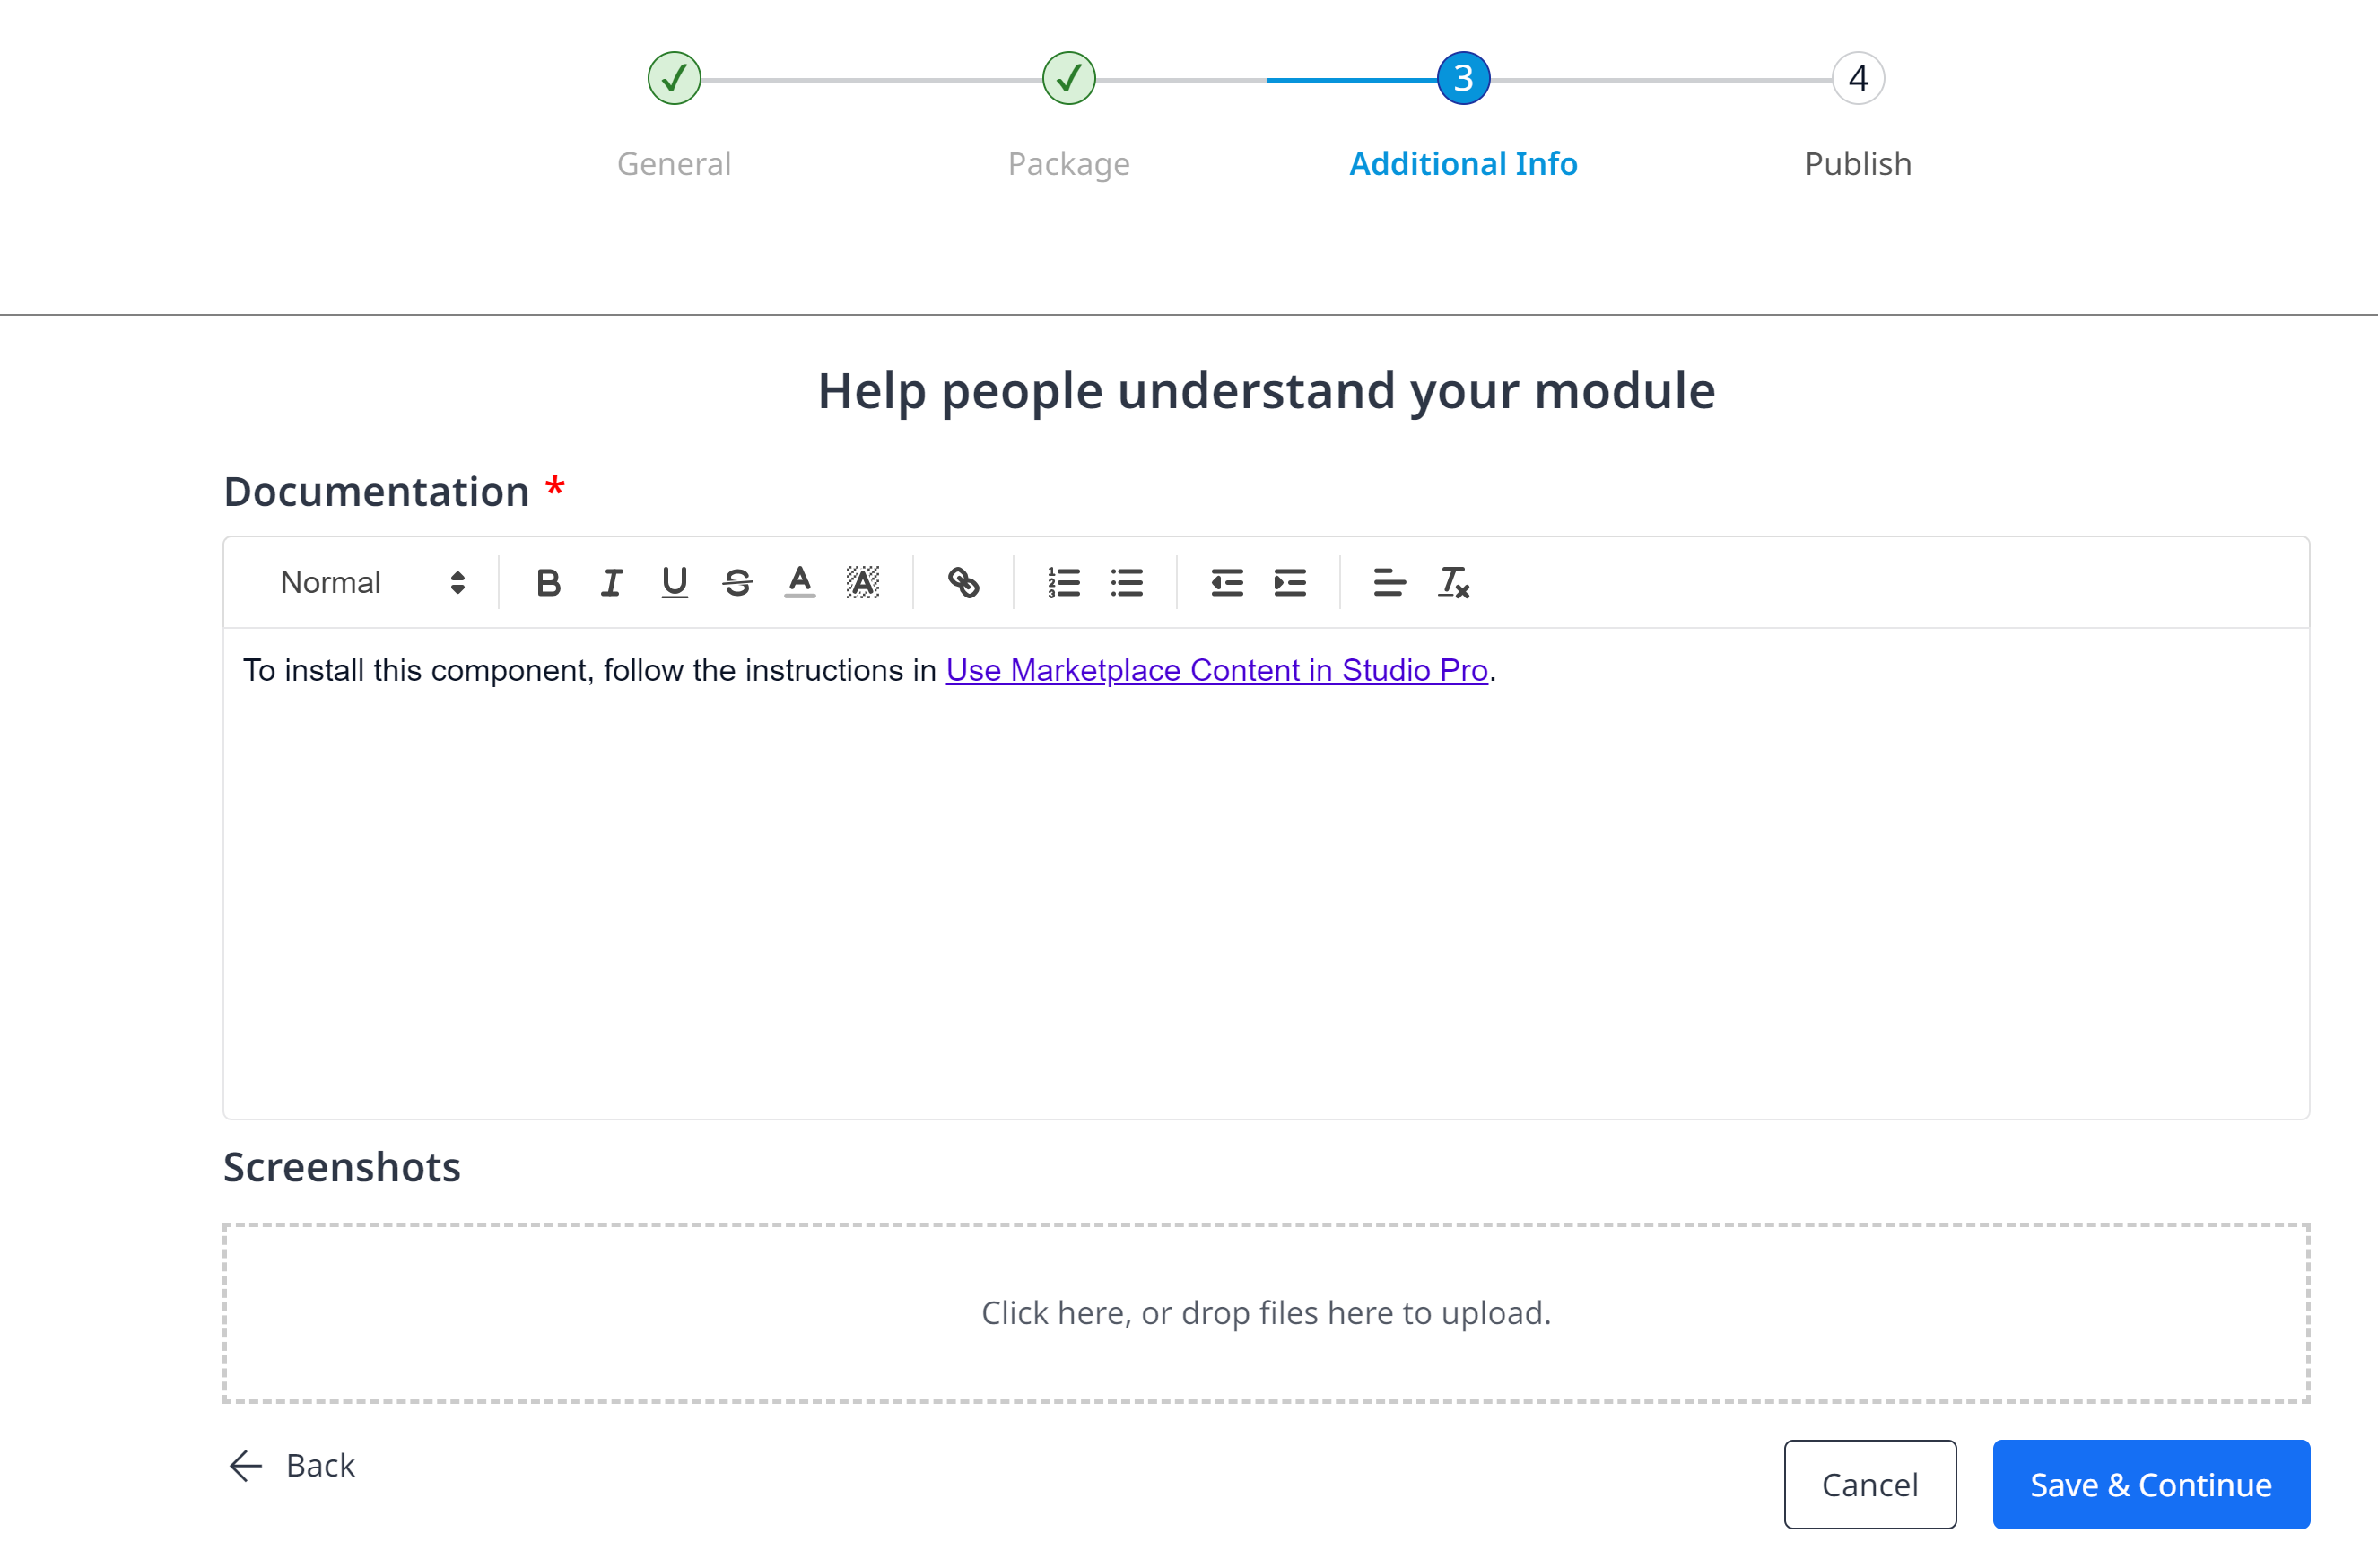 3
4
General
Package
Additional Info
Publish
Help people understand your module
Documentation *
Normal
To install this component, follow the instructions in Use Marketplace Content in Studio Pro.
Screenshots
Click here, or drop files here to upload.
Back
Cancel
Save & Continue